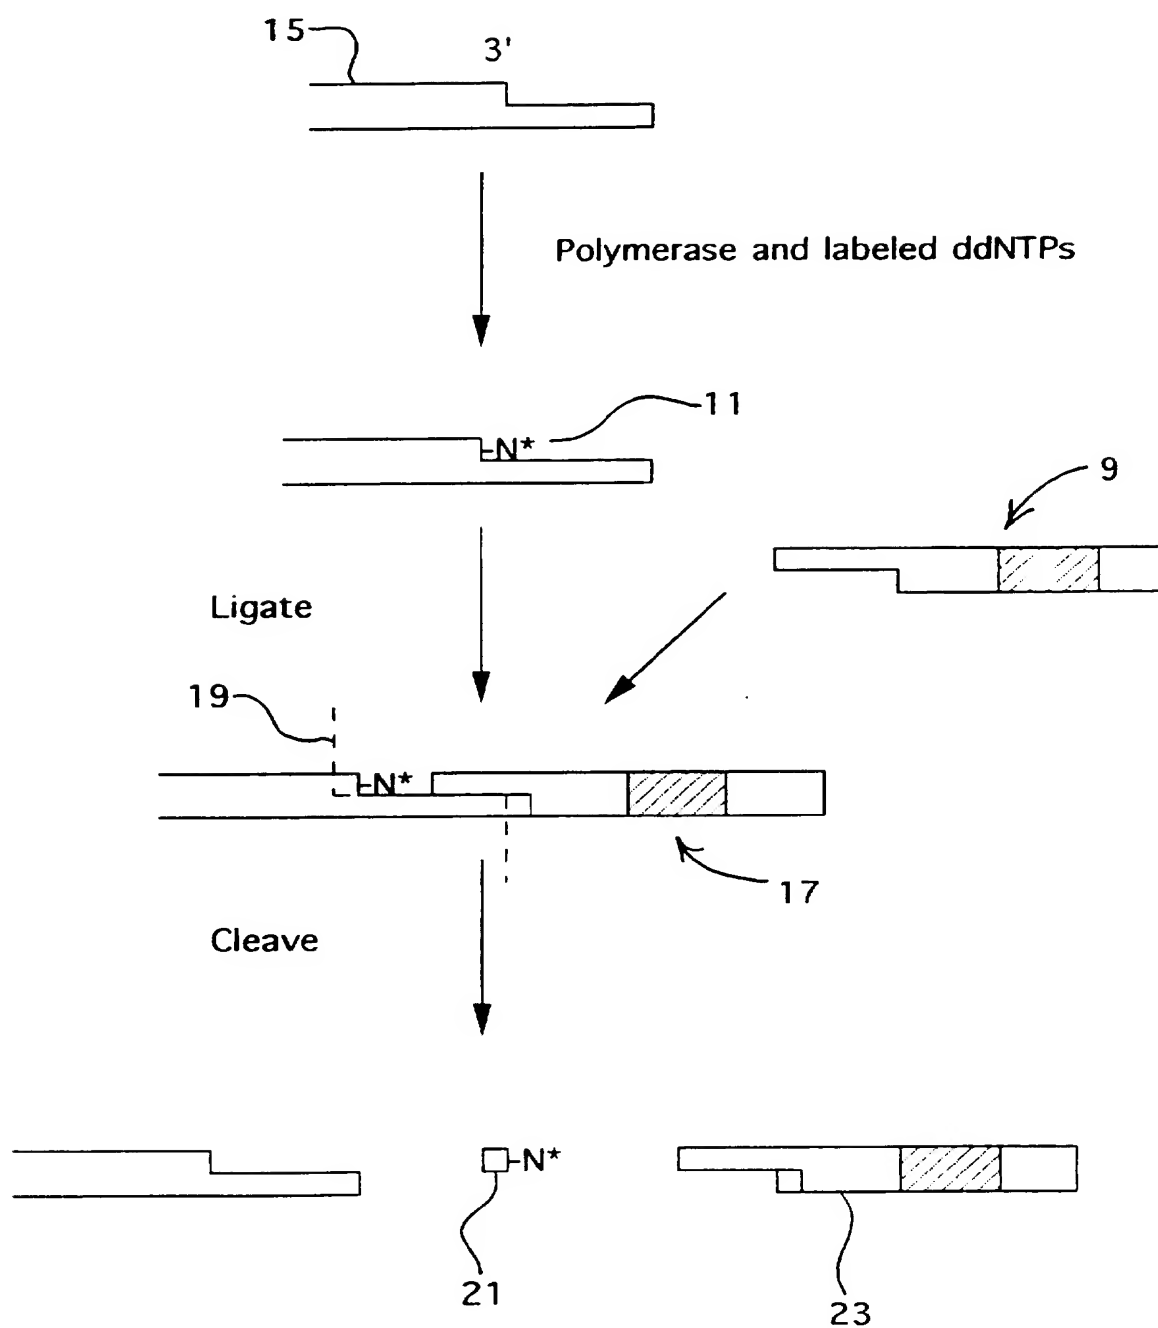 15
3'
Polymerase and labeled ddNTPs
-N*
11
9
Ligate
19
-N*
17
Cleave
-N*
21
23